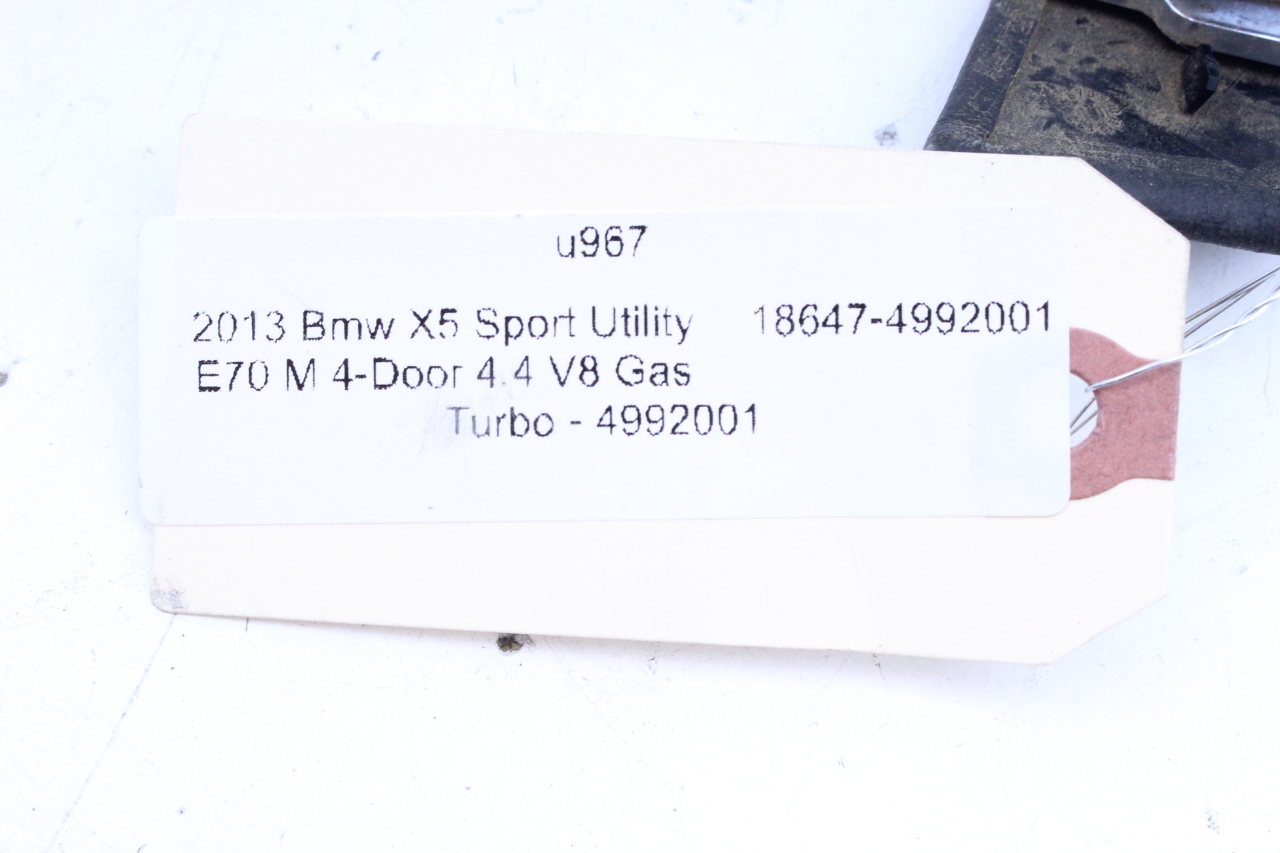 u967
2013 Bmw X5 Sport Utility 18647-4992001
E70 M 4-Door 4.4 V8 Gas
Turbo - 4992001